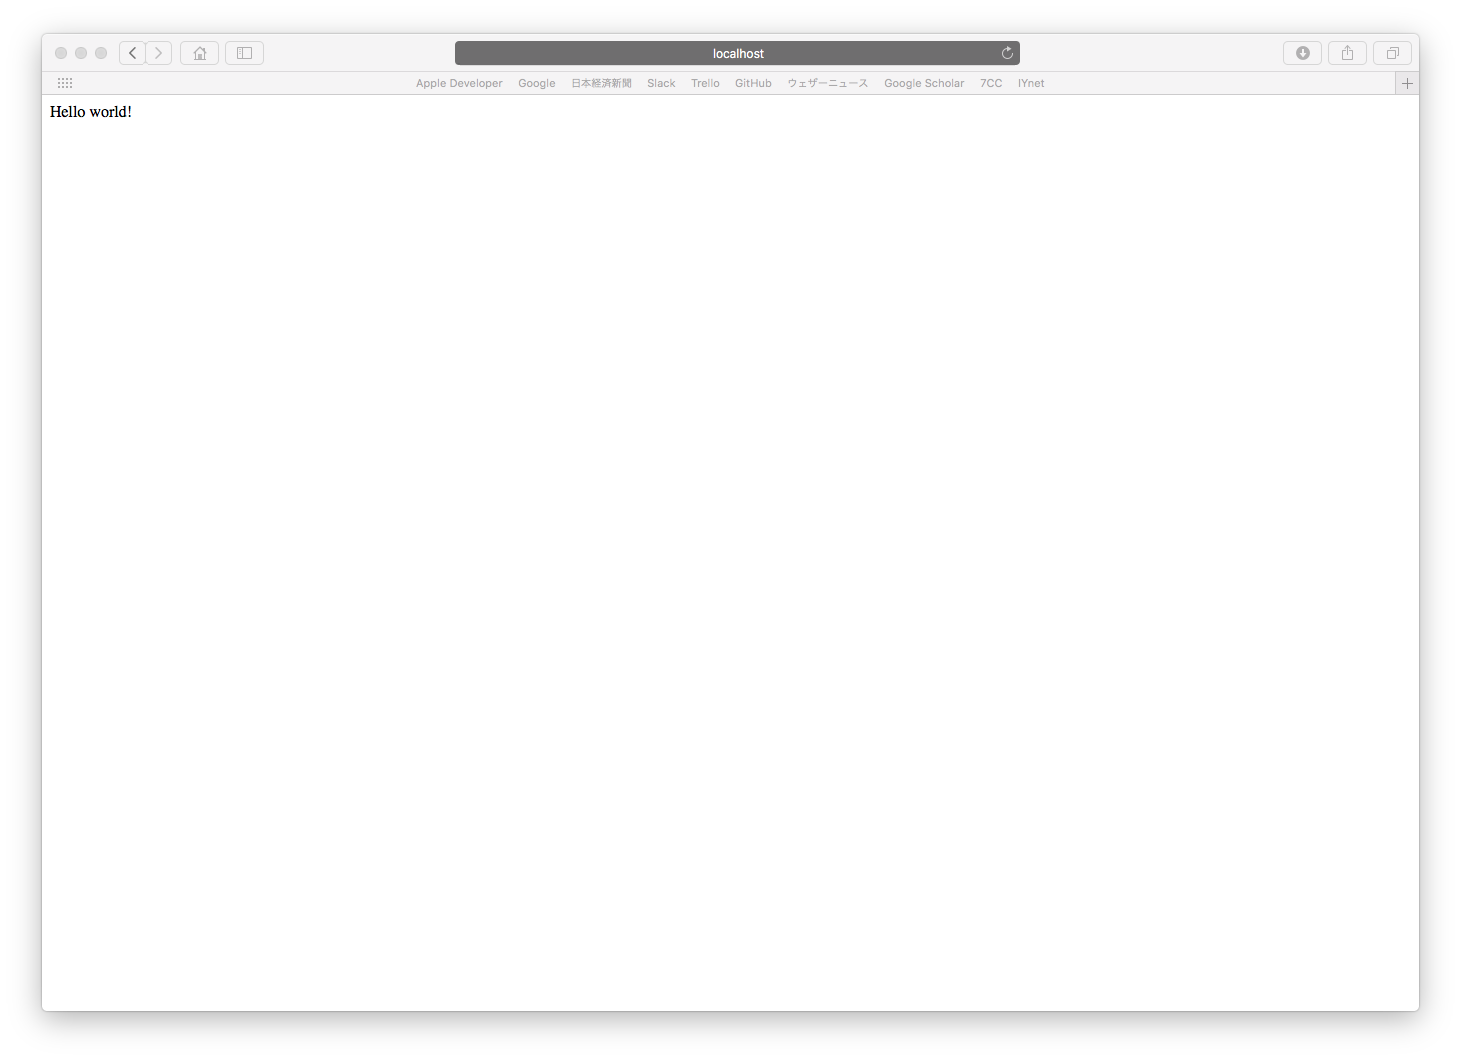 localhost
Apple Developer Google 日本経済新聞 Slack Trello GitHub ウェザーニュース Google Scholar 7CC IYnet
Hello world!